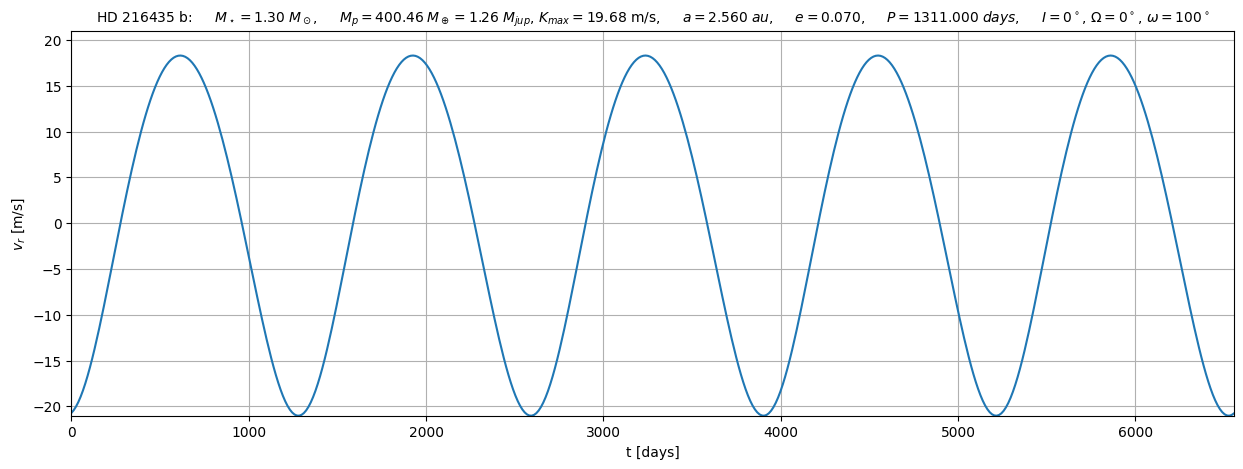 HD 216435 b: M⋆ = 1.30 M⊙, Mp = 400.46 M⊕ = 1.26 Mjup, Kmax = 19.68 m/s, a = 2.560 au, e = 0.070, P = 1311.000 days, I = 0°, Ω = 0°, ω = 100°
20
15
10
5
0
−5
−10
−15
−20
vr [m/s]
0 1000 2000 3000 4000 5000 6000
t [days]